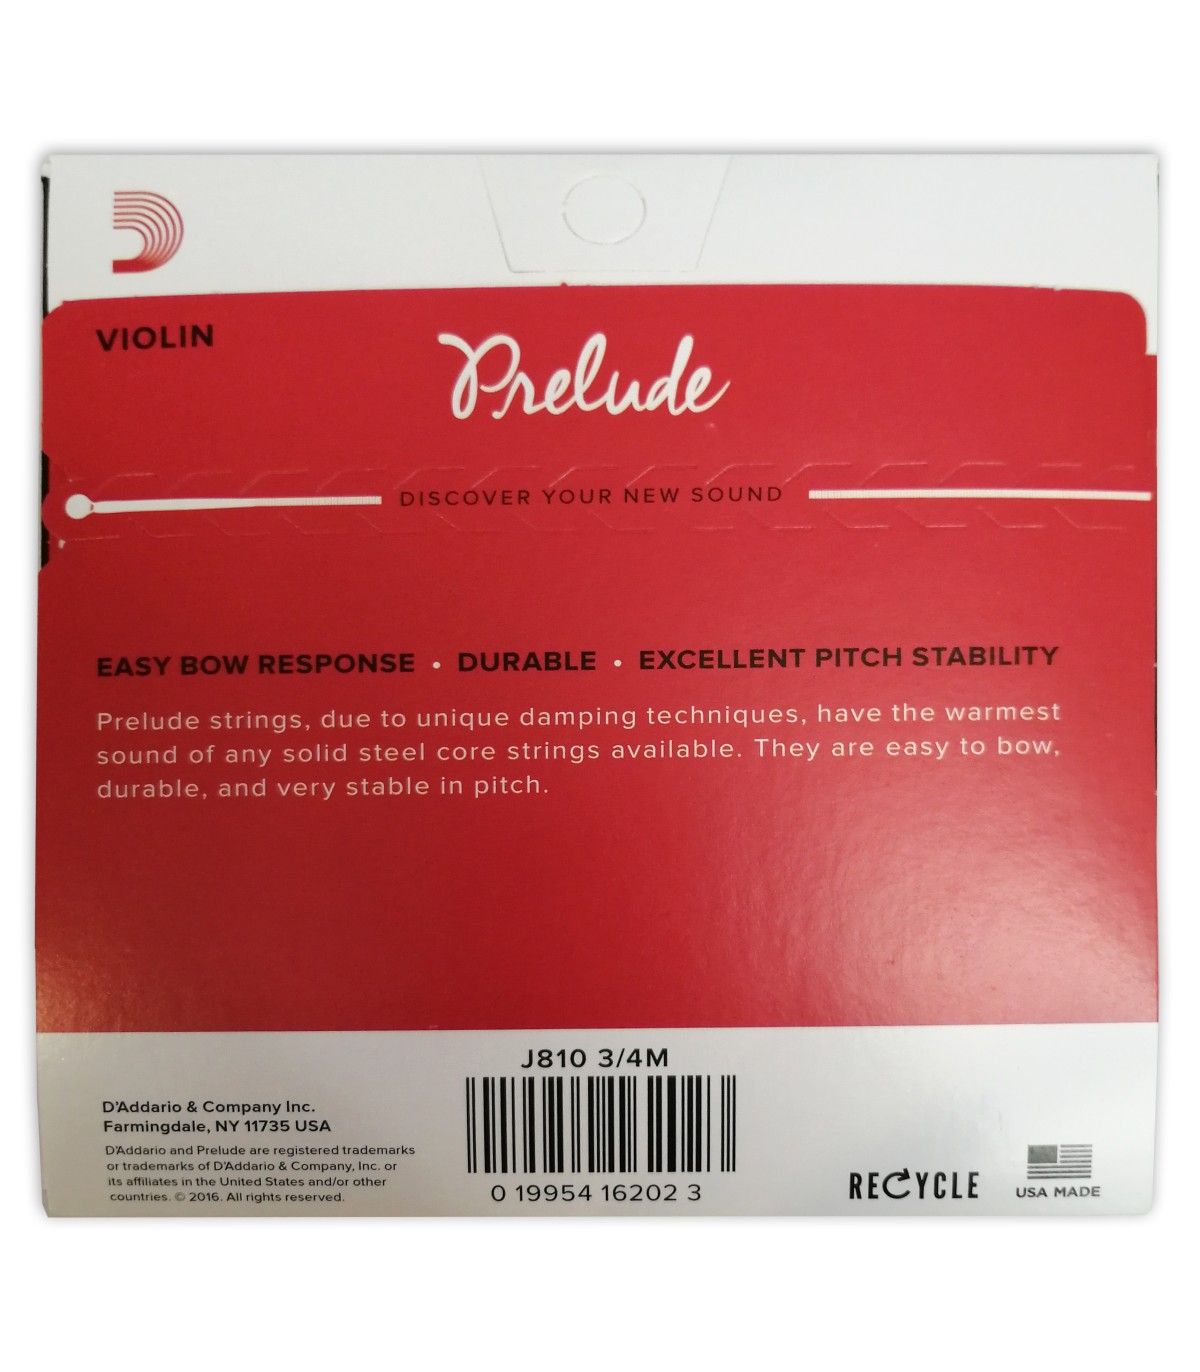 VIOLIN
Prelude
DISCOVER YOUR NEW SOUND
EASY BOW RESPONSE • DURABLE • EXCELLENT PITCH STABILITY
Prelude strings, due to unique damping techniques, have the warmest
sound of any solid steel core strings available. They are easy to bow,
durable, and very stable in pitch.
J810 3/4M
D'Addario & Company Inc.
Farmingdale, NY 11735 USA
D'Addario and Prelude are registered trademarks
or trademarks of D'Addario & Company, Inc. or
its affiliates in the United States and/or other
countries. © 2016. All rights reserved.
0 19954 16202 3
RECYCLE
USA MADE